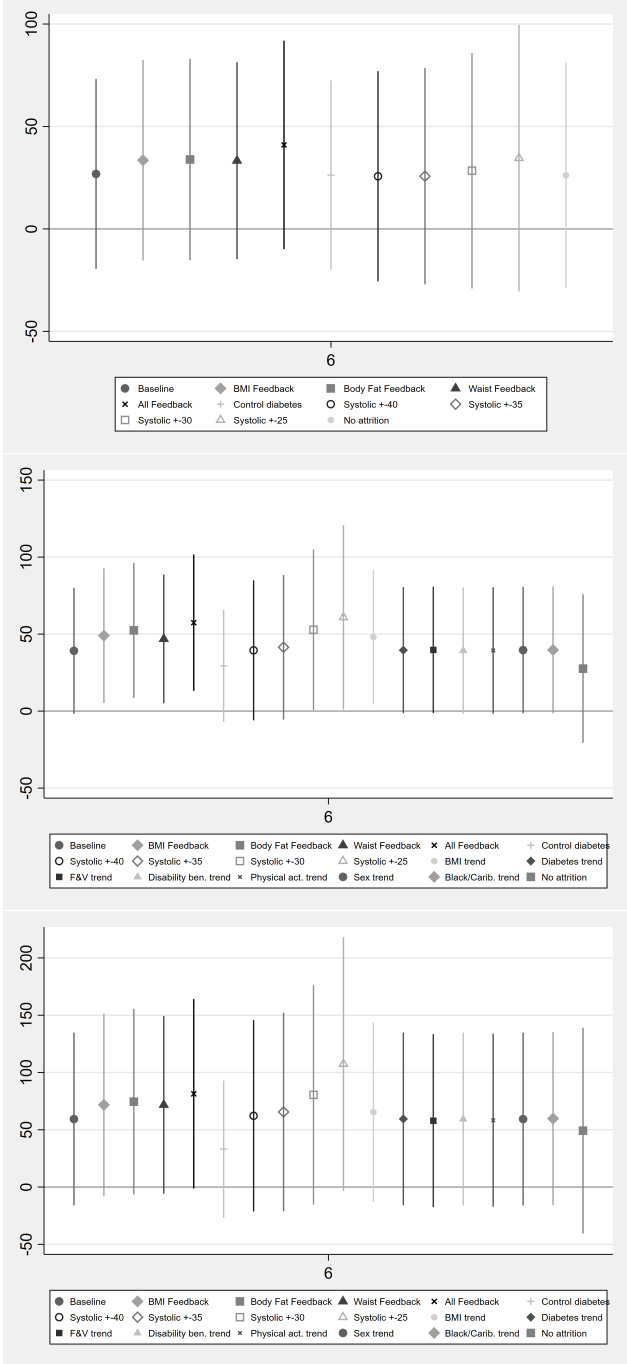 100
50
0
-50
6
Baseline BMI Feedback Body Fat Feedback Waist Feedback
All Feedback Control diabetes Systolic +-40 Systolic +-35
Systolic +-30 Systolic +-25 No attrition
150
100
50
0
-50
6
Baseline BMI Feedback Body Fat Feedback Waist Feedback All Feedback Control diabetes
Systolic +-40 Systolic +-35 Systolic +-30 Systolic +-25 BMI trend Diabetes trend
F&V trend Disability ben. trend Physical act. trend Sex trend Black/Carib. trend No attrition
200
150
100
50
0
-50
6
Baseline BMI Feedback Body Fat Feedback Waist Feedback All Feedback Control diabetes
Systolic +-40 Systolic +-35 Systolic +-30 Systolic +-25 BMI trend Diabetes trend
F&V trend Disability ben. trend Physical act. trend Sex trend Black/Carib. trend No attrition